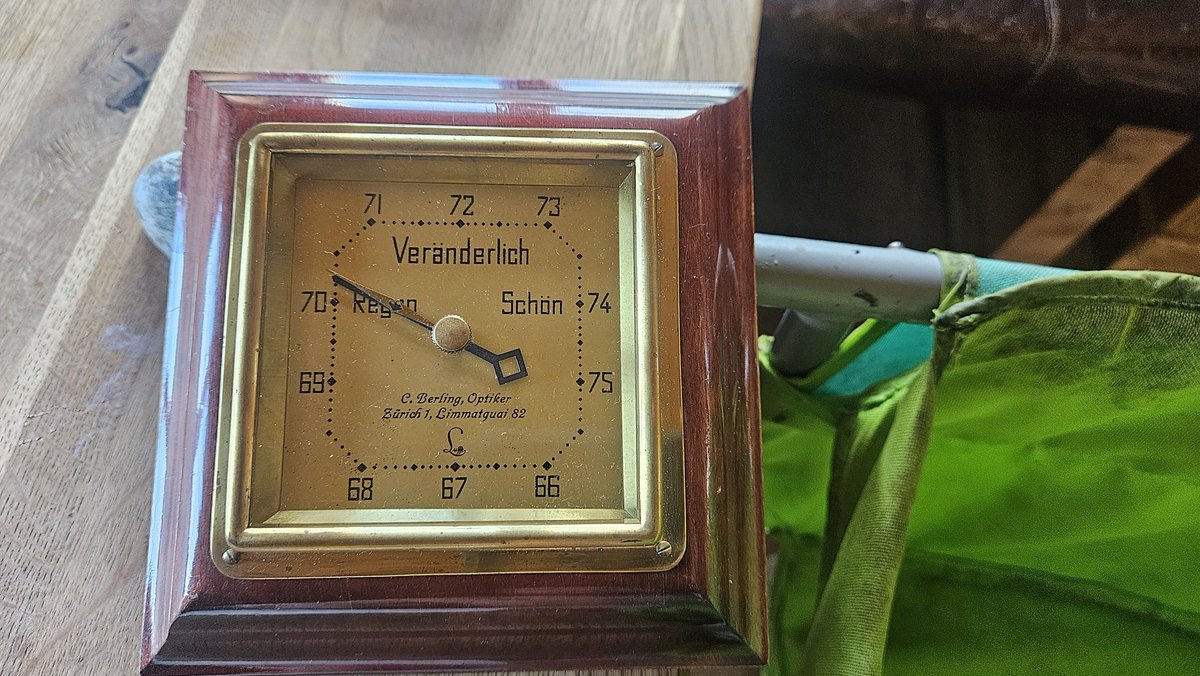 71 72 73
Veränderlich
70 Regen Schön 74
69 75
C. Berling, Optiker
Zürich 1, Limmatquai 82
68 67 66